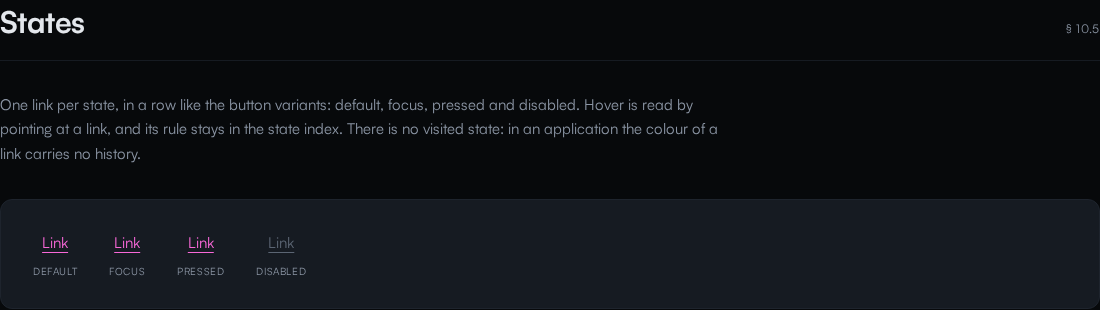 States
§ 10.5
One link per state, in a row like the button variants: default, focus, pressed and disabled. Hover is read by
pointing at a link, and its rule stays in the state index. There is no visited state: in an application the colour of a
link carries no history.
Link Link Link Link
DEFAULT FOCUS PRESSED DISABLED